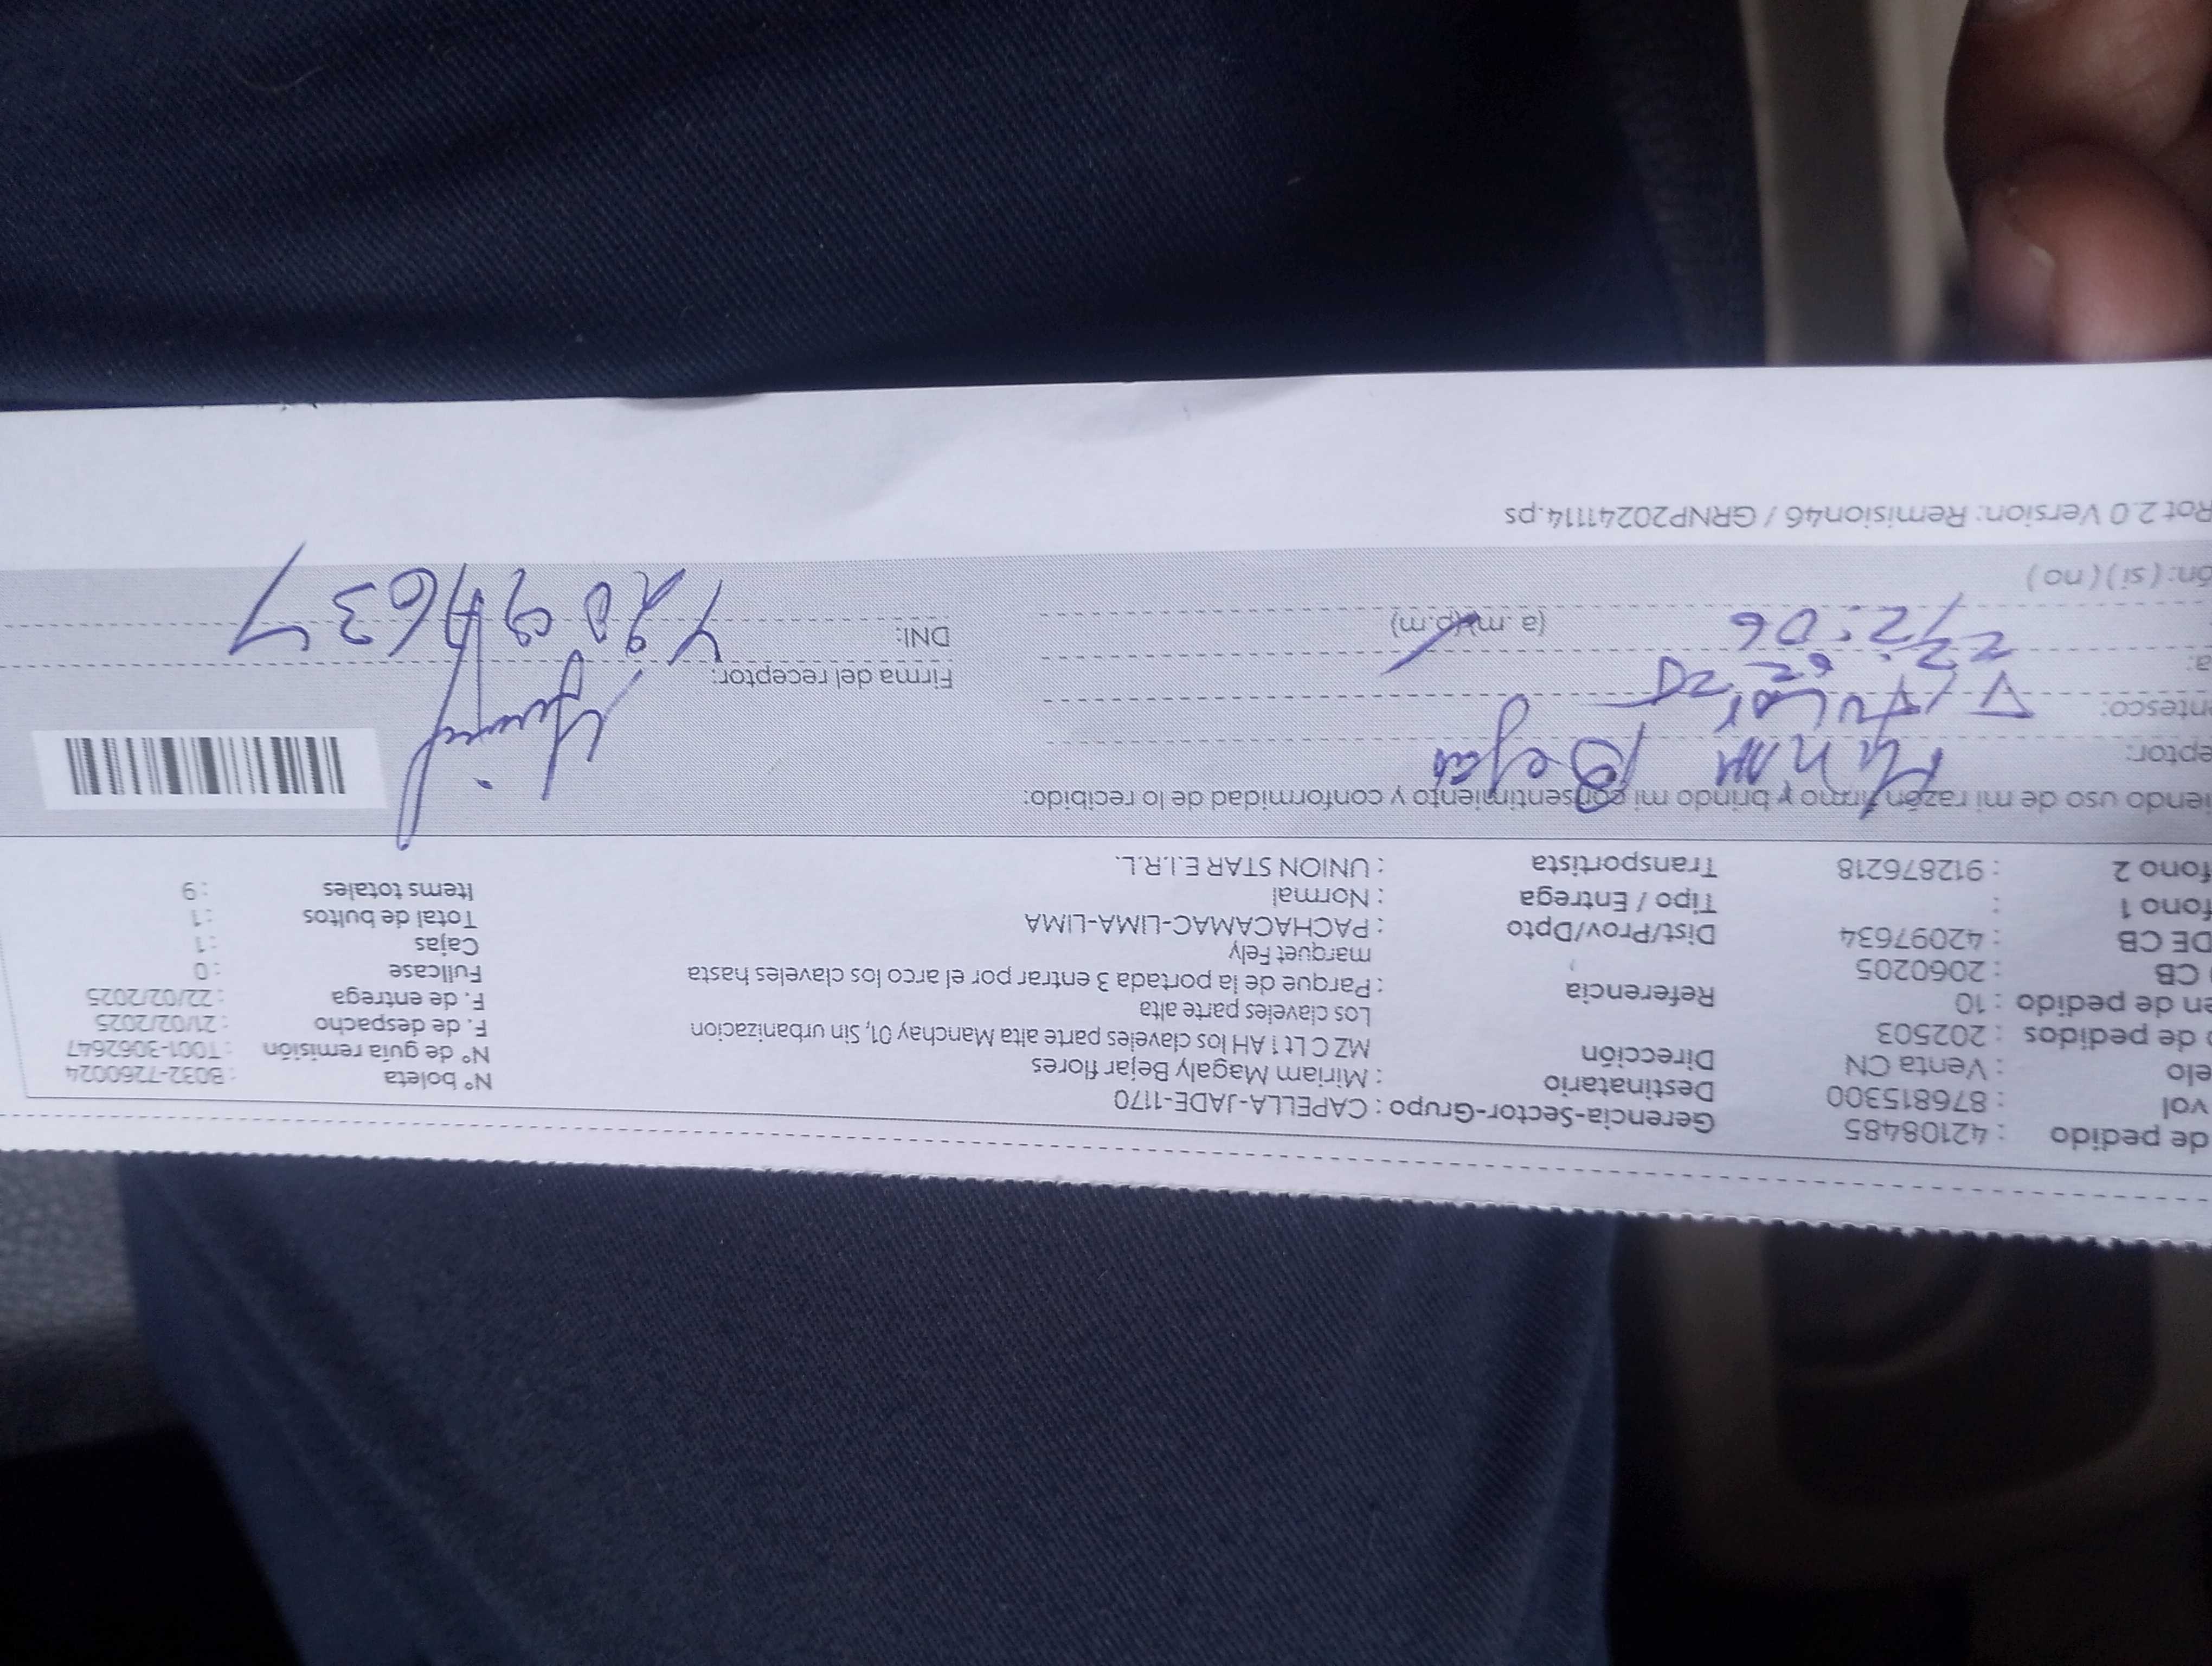 de pedido : 42108485 Gerencia-Sector-Grupo : CAPELLA-JADE-1170 Nº boleta : B032-7260024
vol : 876815300 Destinatario : Miriam Magaly Bejar flores Nº de guía remisión : T001-3062647
elo : Venta CN Dirección MZ C Lt 1 AH los claveles parte alta Manchay 01, Sin urbanizacion F. de despacho : 21/02/2025
de pedidos : 202503 Los claveles parte alta F. de entrega : 22/02/2025
en de pedido : 10 Referencia : Parque de la portada 3 entrar por el arco los claveles hasta Fullcase : 0
CB : 2060205 marquet Fely Cajas : 1
DE CB : 42097634 Dist/Prov/Dpto : PACHACAMAC-LIMA-LIMA Total de bultos : 1
fono 1 : Tipo / Entrega : Normal Items totales : 9
fono 2 : 912876218 Transportista : UNION STAR E.I.R.L.
iendo uso de mi razón firmo y brindo mi consentimiento y conformidad de lo recibido:
eptor: Bejar
entesco: Firma del receptor:
a: 2:06 (a.m)(p.m) DNI:
ón: ( si ) ( no )
Rot 2.0 Version: Remision46 / GRNP20241114.ps